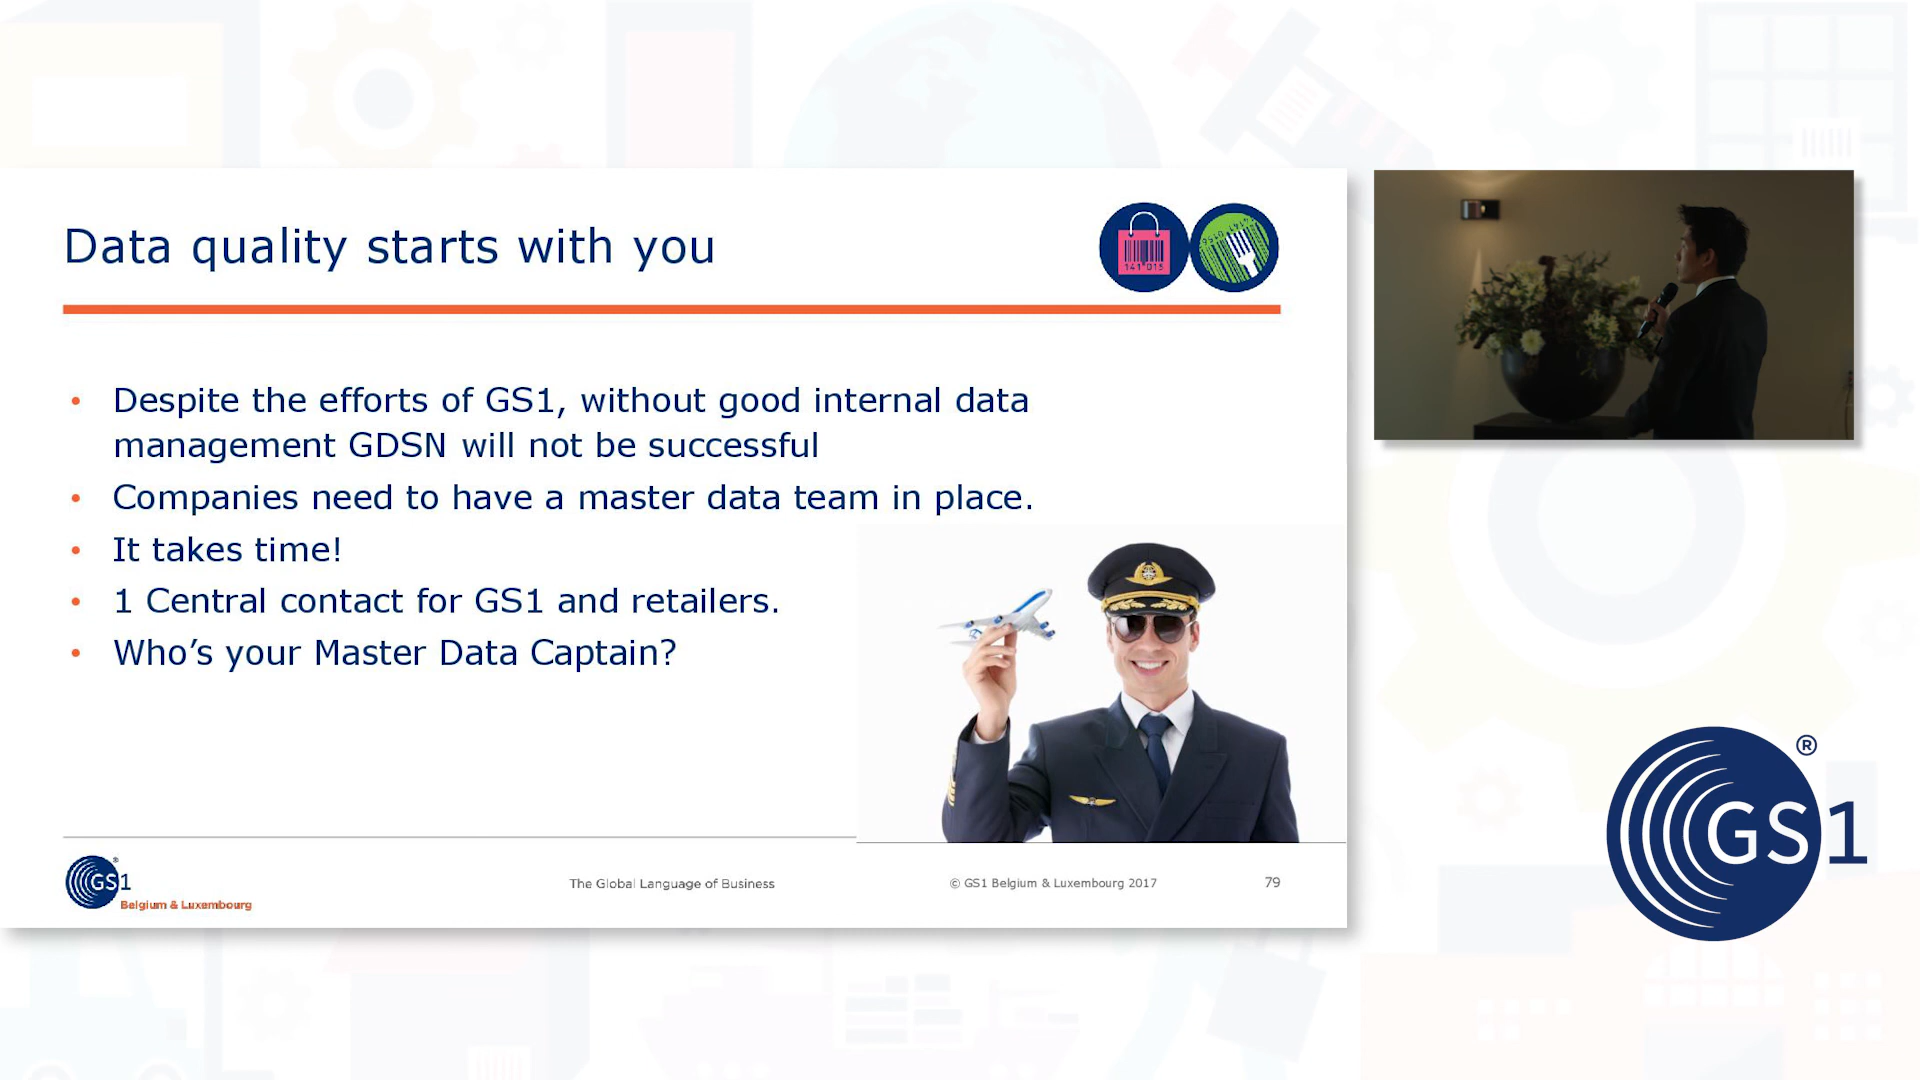 Data quality starts with you
141 015
• Despite the efforts of GS1, without good internal data
management GDSN will not be successful
• Companies need to have a master data team in place.
• It takes time!
• 1 Central contact for GS1 and retailers.
• Who’s your Master Data Captain?
GS1
Belgium & Luxembourg
The Global Language of Business
© GS1 Belgium & Luxembourg 2017
79
GS1
®